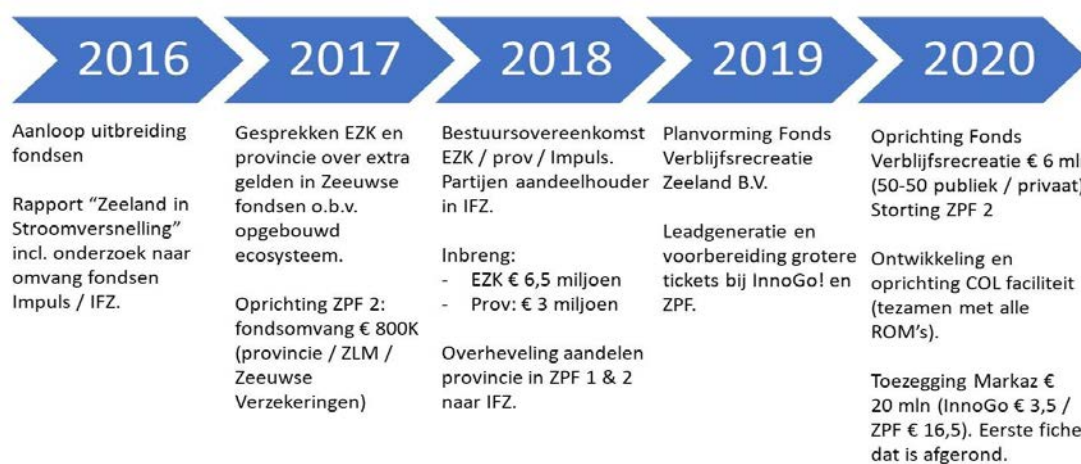 2016
Aanloop uitbreiding
fondsen
Rapport “Zeeland in
Stroomversnelling”
incl. onderzoek naar
omvang fondsen
Impuls / IFZ.
2017
Gesprekken EZK en
provincie over extra
gelden in Zeeuwse
fondsen o.b.v.
opgebouwd
ecosysteem.
Oprichting ZPF 2:
fondsomvang € 800K
(provincie / ZLM /
Zeeuwse
Verzekeringen)
2018
Bestuursovereenkomst
EZK / prov / Impuls.
Partijen aandeelhouder
in IFZ.
Inbreng:
- EZK € 6,5 miljoen
- Prov: € 3 miljoen
Overheveling aandelen
provincie in ZPF 1 & 2
naar IFZ.
2019
Planvorming Fonds
Verblijfsrecreatie
Zeeland B.V.
Leadgeneratie en
voorbereiding grotere
tickets bij InnoGo! en
ZPF.
2020
Oprichting Fonds
Verblijfsrecreatie € 6 ml
(50-50 publiek / privaat)
Storting ZPF 2
Ontwikkeling en
oprichting COL faciliteit
(tezamen met alle
ROM’s).
Toezegging Markaz €
20 mln (InnoGo € 3,5 /
ZPF € 16,5). Eerste fiche
dat is afgerond.